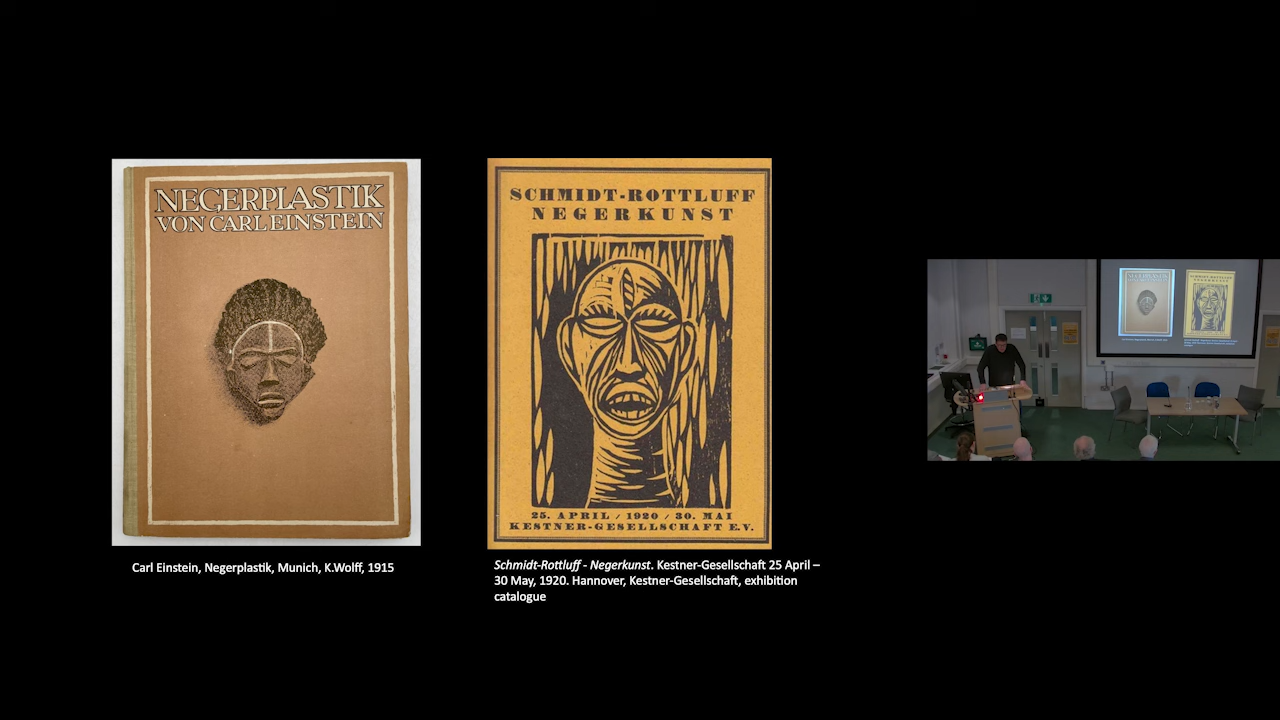 NEGERPLASTIK
VON CARL EINSTEIN
Carl Einstein, Negerplastik, Munich, K.Wolff, 1915
SCHMIDT-ROTTLUFF
NEGERKUNST
25. APRIL / 1920 / 30. MAI
KESTNER-GESELLSCHAFT E.V.
Schmidt-Rottluff - Negerkunst. Kestner-Gesellschaft 25 April –
30 May, 1920. Hannover, Kestner-Gesellschaft, exhibition
catalogue